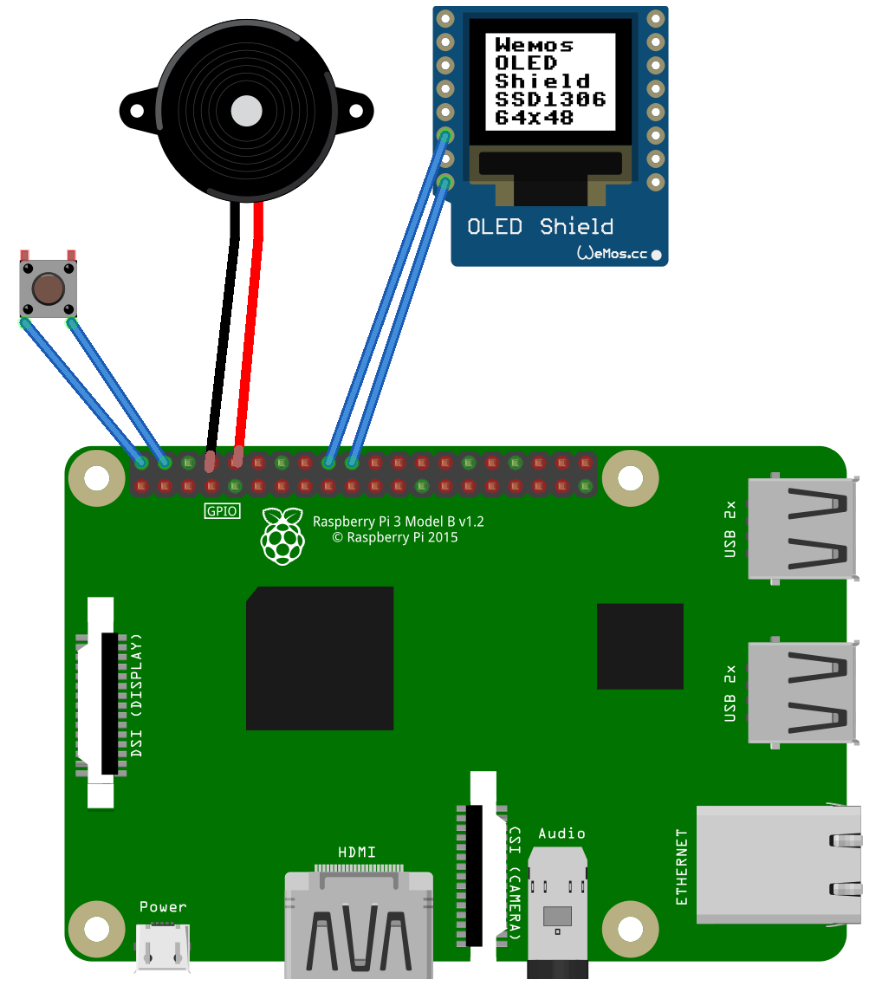 Wemos
OLED
Shield
SSD1306
64x48
OLED Shield
WeMos.cc
GPIO
Raspberry Pi 3 Model B v1.2
© Raspberry Pi 2015
USB 2x
DSI (DISPLAY)
USB 2x
HDMI
CSI (CAMERA)
Audio
ETHERNET
Power